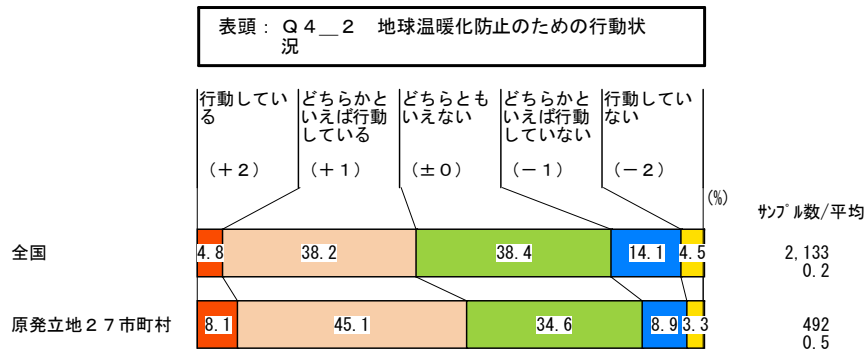 表頭： Ｑ４＿２　地球温暖化防止のための行動状
況
行動してい
る
（＋２）
どちらかと
いえば行動
している
（＋１）
どちらとも
いえない
（±０）
どちらかと
いえば行動
していない
（－１）
行動してい
ない
（－２）
(%)
ｻﾝﾌﾟﾙ数/平均
全国
4.8 38.2 38.4 14.1 4.5
2,133
0.2
原発立地２７市町村
8.1 45.1 34.6 8.9 3.3
492
0.5